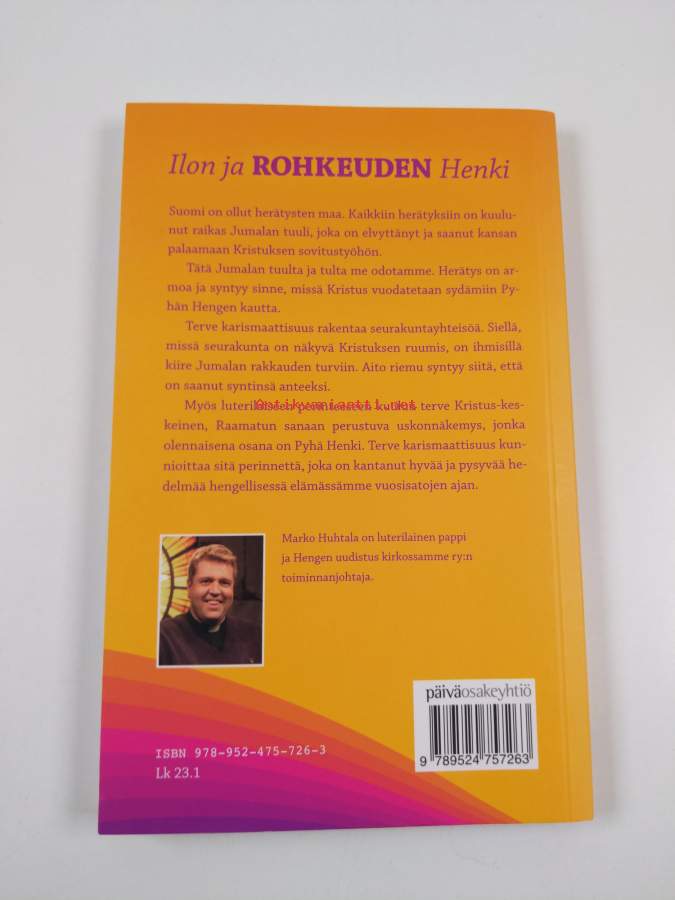 Ilon ja ROHKEUDEN Henki
Suomi on ollut herätysten maa. Kaikkiin herätyksiin on kuulu-
nut raikas Jumalan tuuli, joka on elvyttänyt ja saanut kansan
palaamaan Kristuksen sovitustyöhön.
Tätä Jumalan tuulta ja tulta me odotamme. Herätys on ar-
moa ja syntyy sinne, missä Kristus vuodatetaan sydämiin Py-
hän Hengen kautta.
Terve karismaattisuus rakentaa seurakuntayhteisöä. Siellä,
missä seurakunta on näkyvä Kristuksen ruumis, on ihmisillä
kiire Jumalan rakkauden turviin. Aito riemu syntyy siitä, että
on saanut syntinsä anteeksi.
Myös luterilaiseen perinteeseen kuuluu terve Kristus-kes-
keinen, Raamatun sanaan perustuva uskonnäkemys, jonka
olennaisena osana on Pyhä Henki. Terve karismaattisuus kun-
nioittaa sitä perinnettä, joka on kantanut hyvää ja pysyvää he-
delmää hengellisessä elämässämme vuosisatojen ajan.
Antikvariaatti.net
Marko Huhtala on luterilainen pappi
ja Hengen uudistus kirkossamme ry:n
toiminnanjohtaja.
päiväosakeyhtiö
9 789524 757263
ISBN 978-952-475-726-3
Lk 23.1